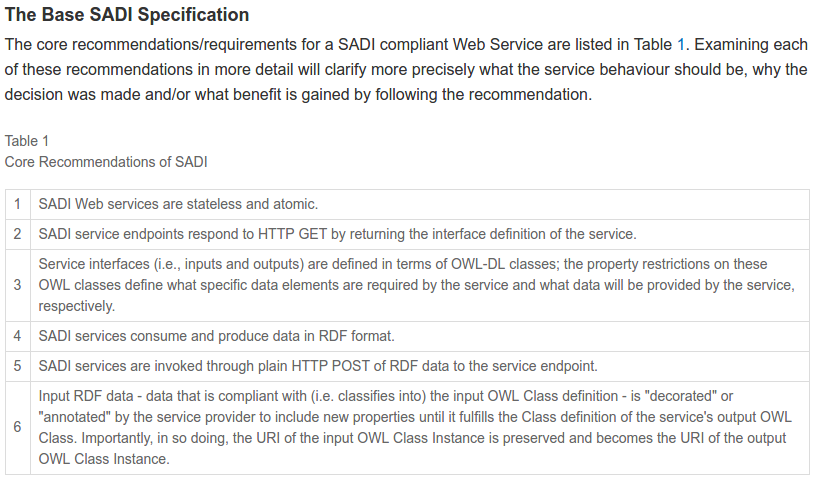 The Base SADI Specification
The core recommendations/requirements for a SADI compliant Web Service are listed in Table 1. Examining each
of these recommendations in more detail will clarify more precisely what the service behaviour should be, why the
decision was made and/or what benefit is gained by following the recommendation.
Table 1
Core Recommendations of SADI
1 SADI Web services are stateless and atomic.
2 SADI service endpoints respond to HTTP GET by returning the interface definition of the service.
Service interfaces (i.e., inputs and outputs) are defined in terms of OWL-DL classes; the property restrictions on these
3 OWL classes define what specific data elements are required by the service and what data will be provided by the service,
respectively.
4 SADI services consume and produce data in RDF format.
5 SADI services are invoked through plain HTTP POST of RDF data to the service endpoint.
Input RDF data - data that is compliant with (i.e. classifies into) the input OWL Class definition - is "decorated" or
"annotated" by the service provider to include new properties until it fulfills the Class definition of the service's output OWL
6 Class. Importantly, in so doing, the URI of the input OWL Class Instance is preserved and becomes the URI of the output
OWL Class Instance.